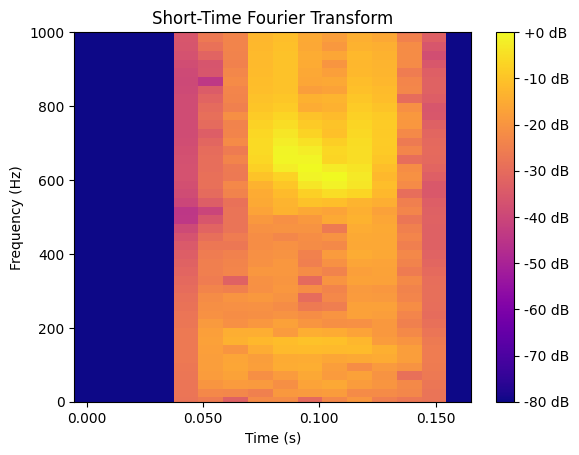 Short-Time Fourier Transform
1000
800
600
400
200
0
Frequency (Hz)
0.000
0.050
0.100
0.150
Time (s)
+0 dB
-10 dB
-20 dB
-30 dB
-40 dB
-50 dB
-60 dB
-70 dB
-80 dB